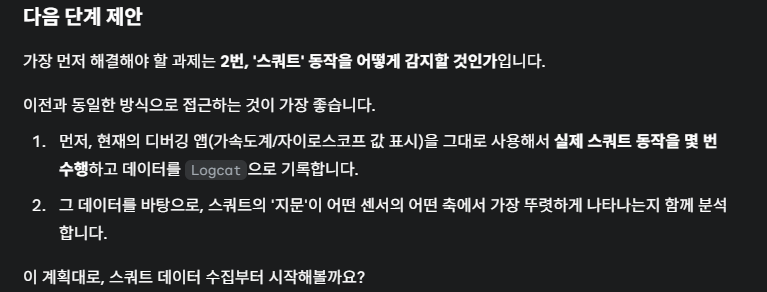 다음 단계 제안
가장 먼저 해결해야 할 과제는 2번, '스쿼트' 동작을 어떻게 감지할 것인가입니다.
이전과 동일한 방식으로 접근하는 것이 가장 좋습니다.
1. 먼저, 현재의 디버깅 앱(가속도계/자이로스코프 값 표시)을 그대로 사용해서 실제 스쿼트 동작을 몇 번
수행하고 데이터를 Logcat으로 기록합니다.
2. 그 데이터를 바탕으로, 스쿼트의 '지문'이 어떤 센서의 어떤 축에서 가장 뚜렷하게 나타나는지 함께 분석
합니다.
이 계획대로, 스쿼트 데이터 수집부터 시작해볼까요?